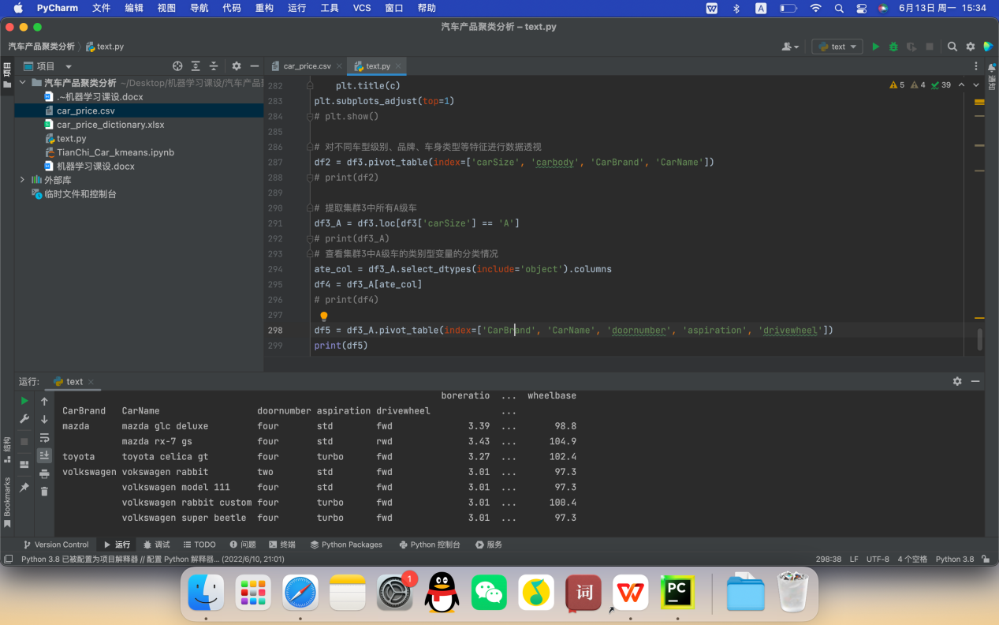 PyCharm 文件 编辑 视图 导航 代码 重构 运行 工具 VCS 窗口 帮助 A 6月13日 周一 15:34
汽车产品聚类分析 – text.py
汽车产品聚类分析 text.py text
项目 car_price.csv text.py
项目
汽车产品聚类分析 ~/Desktop/机器学习课设/汽车产品
.~机器学习课设.docx
car_price.csv
car_price_dictionary.xlsx
text.py
TianChi_Car_kmeans.ipynb
机器学习课设.docx
外部库
临时文件和控制台
通知
5 4 39
282 plt.title(c)
283 plt.subplots_adjust(top=1)
284 # plt.show()
285
286 # 对不同车型级别、品牌、车身类型等特征进行数据透视
287 df2 = df3.pivot_table(index=['carSize', 'carbody', 'CarBrand', 'CarName'])
288 # print(df2)
289
290 # 提取集群3中所有A级车
291 df3_A = df3.loc[df3['carSize'] == 'A']
292 # print(df3_A)
293 # 查看集群3中A级车的类别型变量的分类情况
294 ate_col = df3_A.select_dtypes(include='object').columns
295 df4 = df3_A[ate_col]
296 # print(df4)
297
298 df5 = df3_A.pivot_table(index=['CarBrand', 'CarName', 'doornumber', 'aspiration', 'drivewheel'])
299 print(df5)
运行: text
boreratio ... wheelbase
CarBrand CarName doornumber aspiration drivewheel ...
mazda mazda glc deluxe four std fwd 3.39 ... 98.8
mazda rx-7 gs four std rwd 3.43 ... 104.9
toyota toyota celica gt four turbo fwd 3.27 ... 102.4
volkswagen vokswagen rabbit two std fwd 3.01 ... 97.3
volkswagen model 111 four std fwd 3.01 ... 97.3
volkswagen rabbit custom four turbo fwd 3.01 ... 100.4
volkswagen super beetle four turbo fwd 3.01 ... 97.3
结构
Bookmarks
Version Control 运行 调试 TODO 问题 终端 Python Packages Python 控制台 服务
Python 3.8 已被配置为项目解释器 // 配置 Python 解释器... (2022/6/10, 21:01) 298:38 LF UTF-8 4 个空格 Python 3.8
1
词
PC